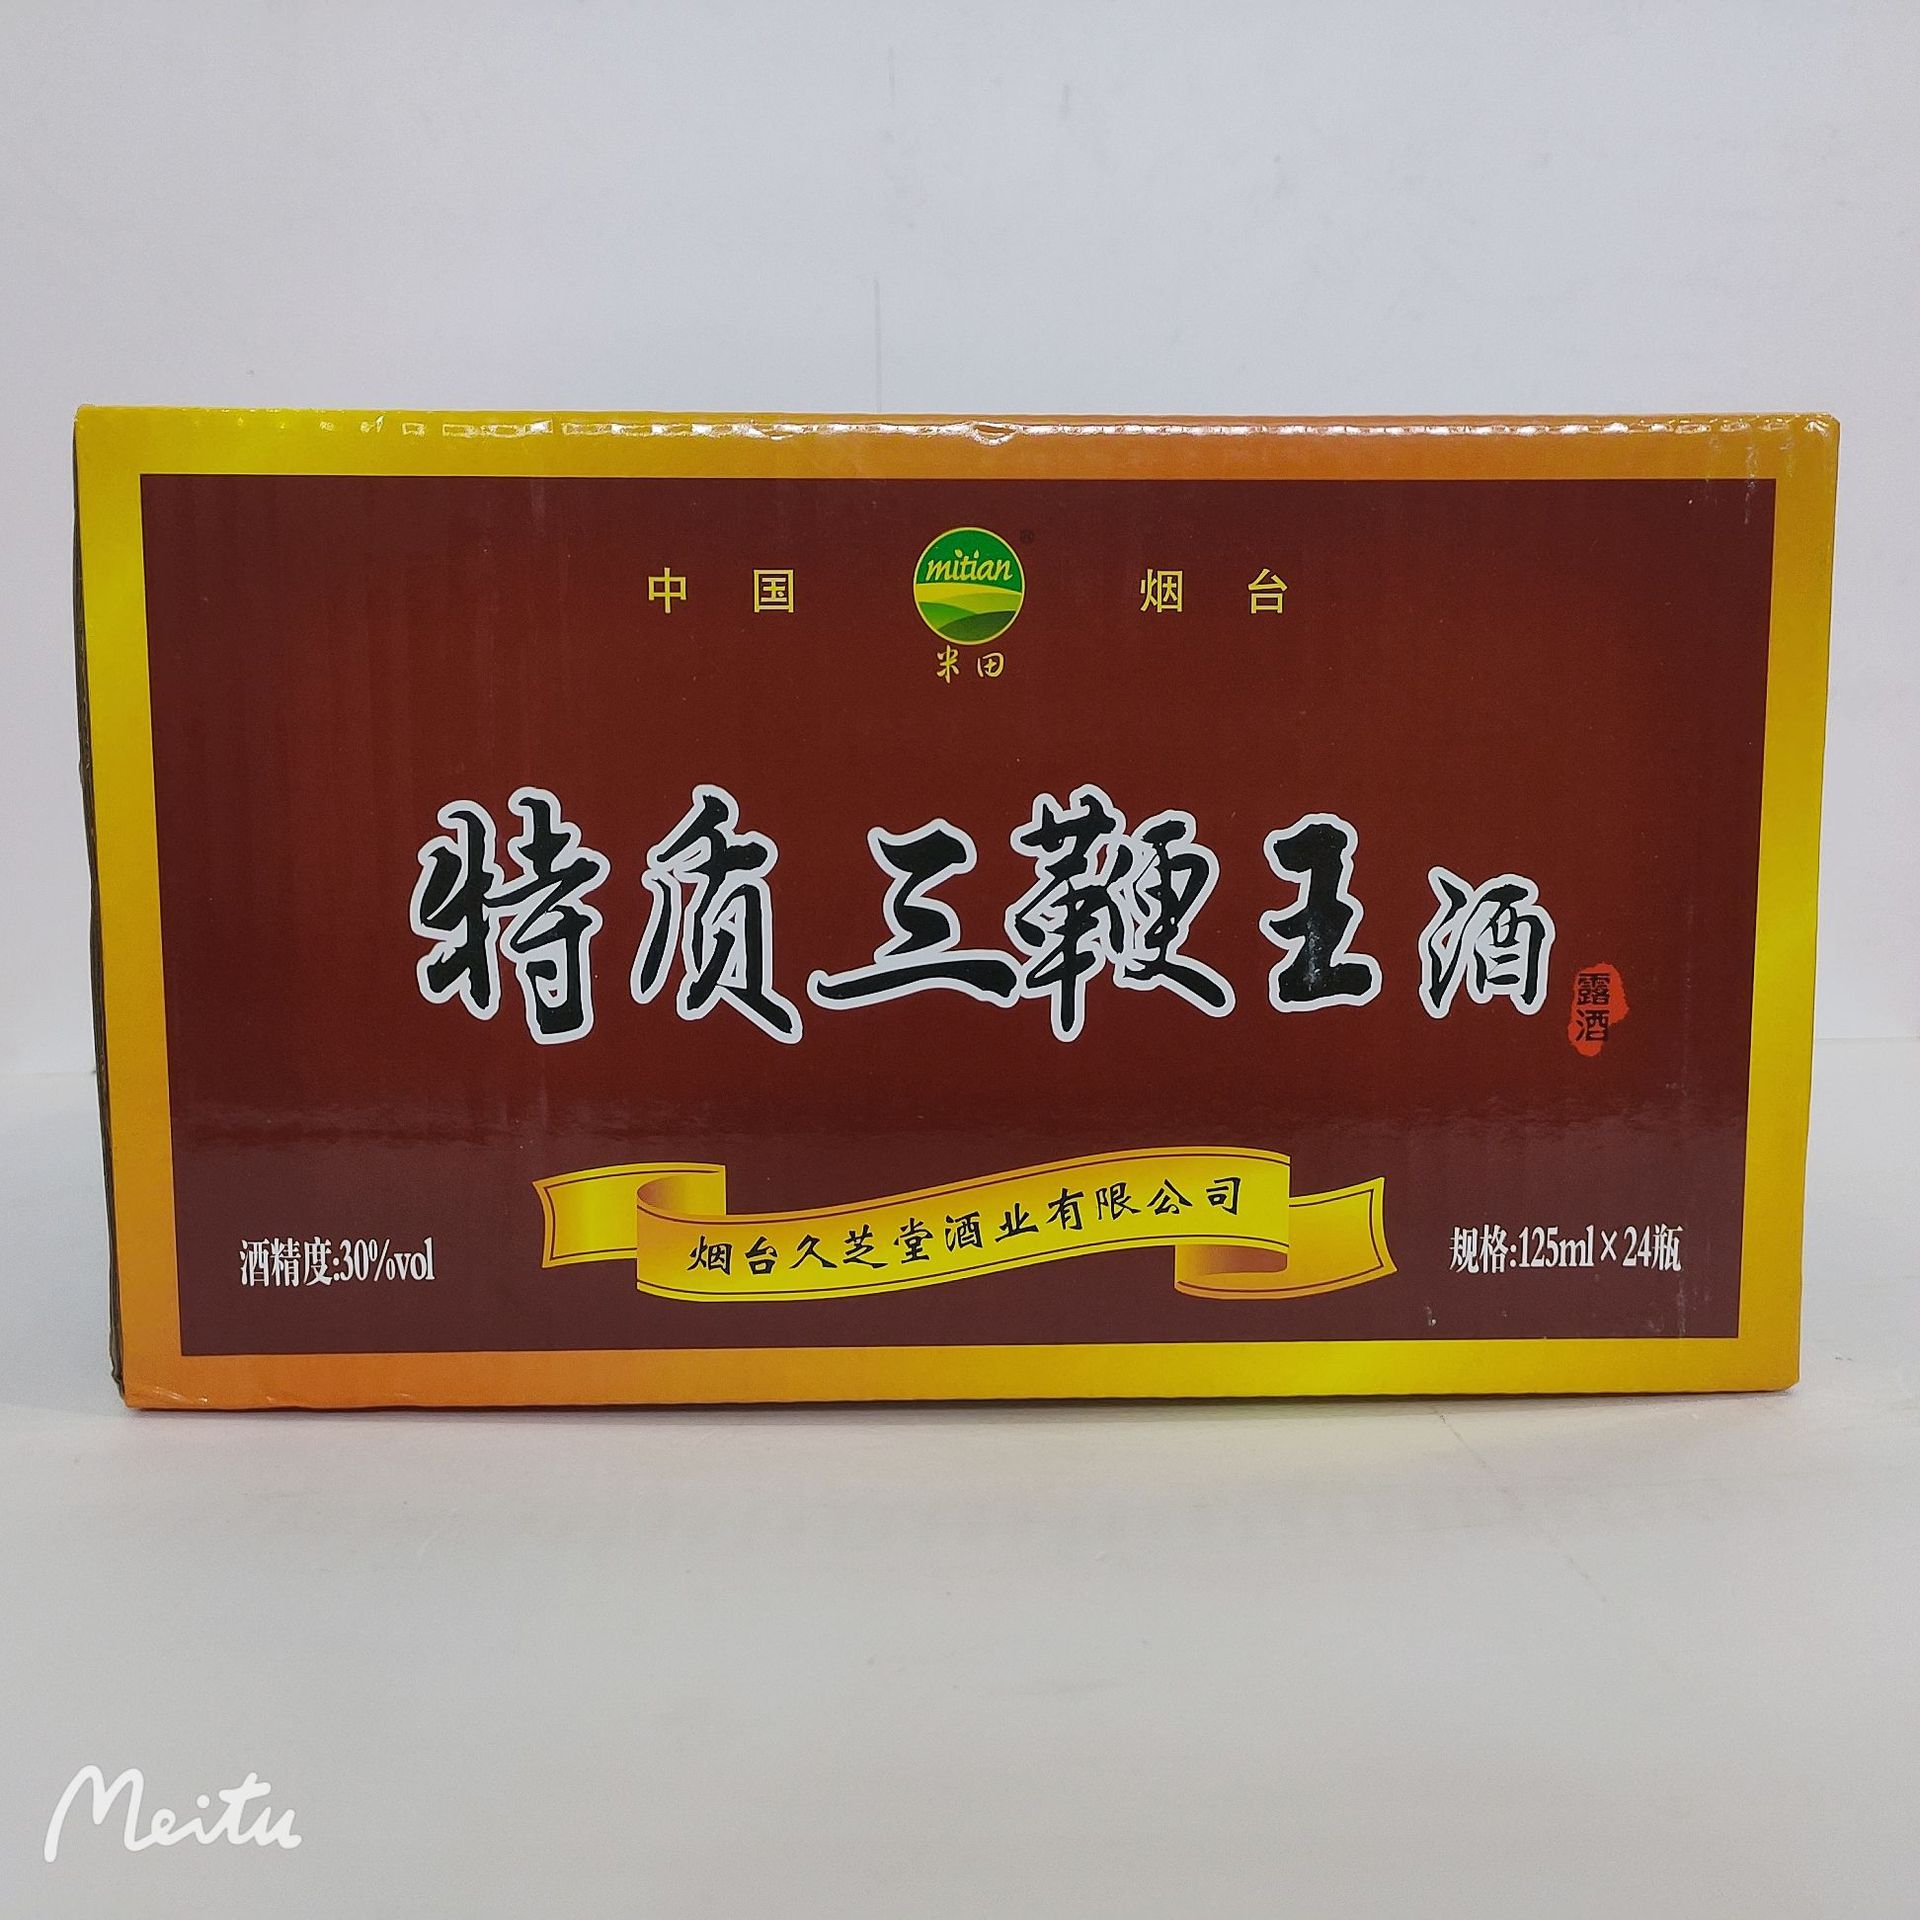 中国 mitian® 烟台
米田
特质三鞭王酒
露酒
烟台久芝堂酒业有限公司
酒精度:30%vol
规格:125ml×24瓶
Meitu